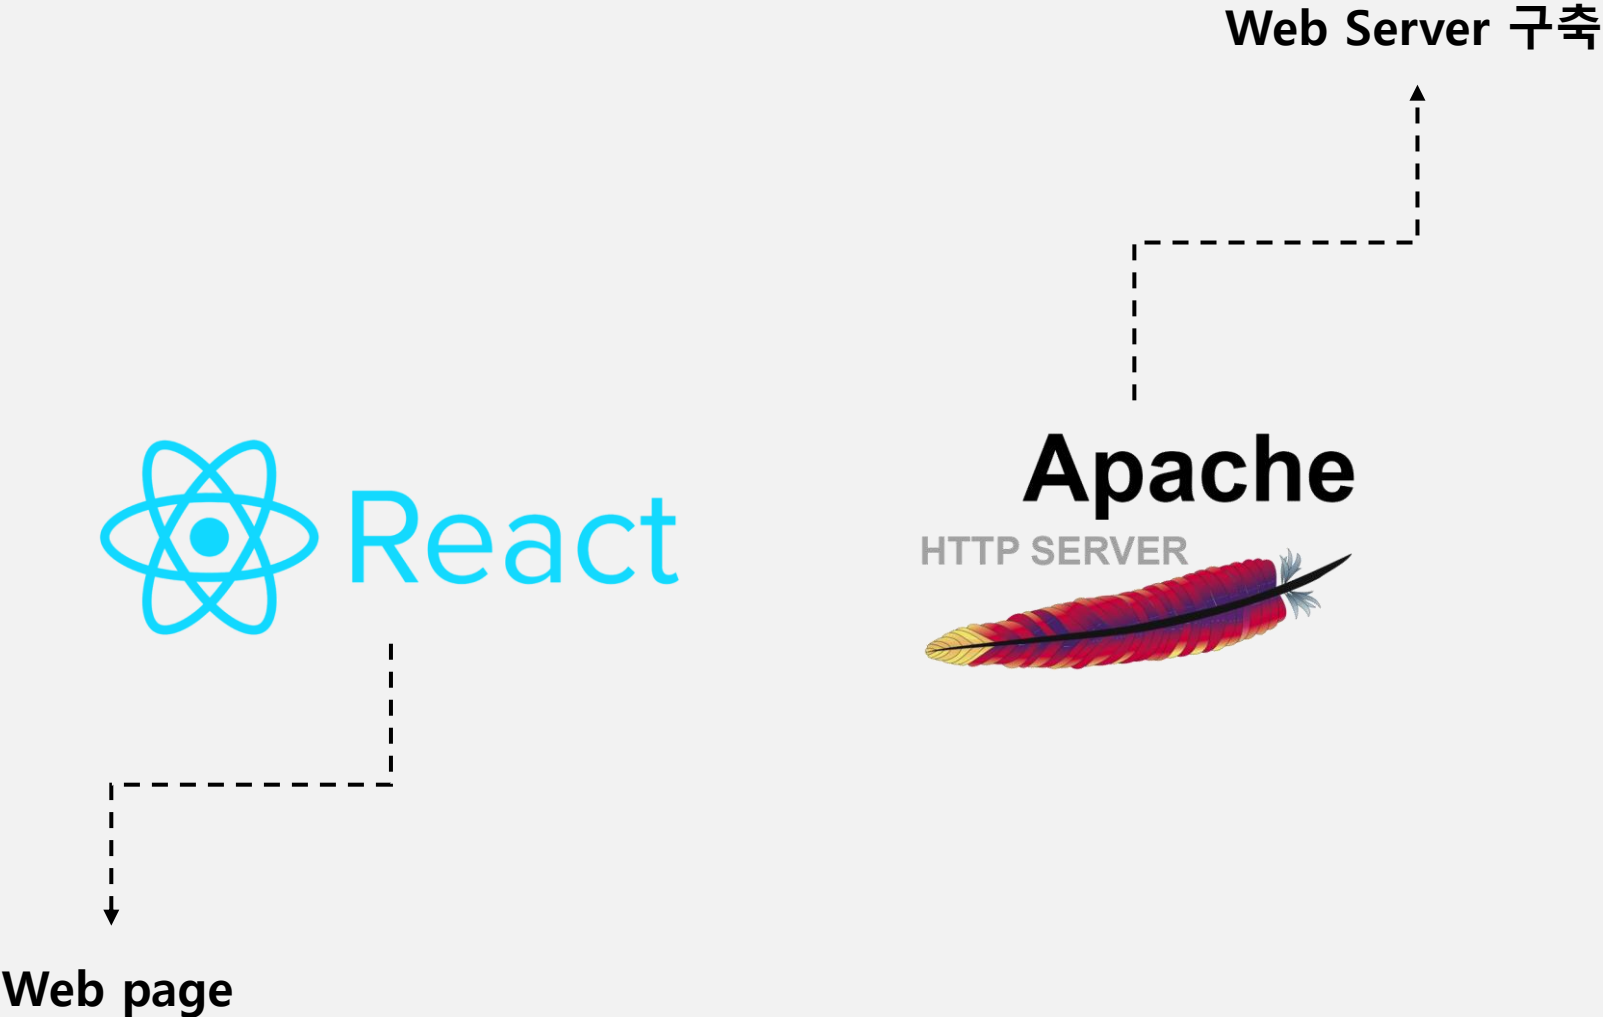 Web Server 구축
React
Apache
HTTP SERVER
Web page